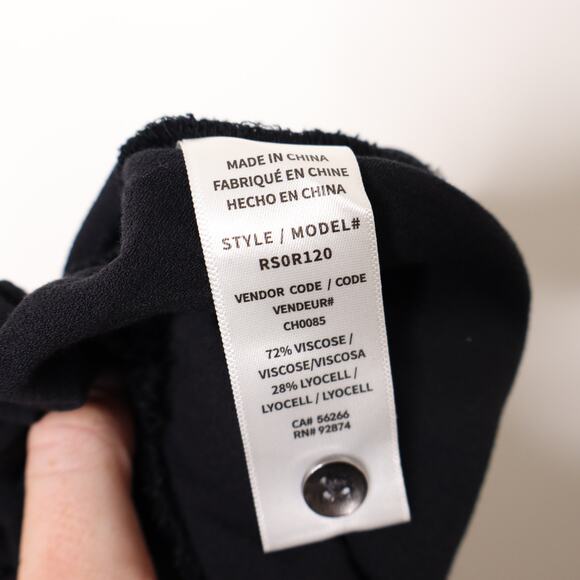 MADE IN CHINA
FABRIQUÉ EN CHINE
HECHO EN CHINA
STYLE / MODEL#
RS0R120
VENDOR CODE / CODE
VENDEUR#
CH0085
72% VISCOSE /
VISCOSE/VISCOSA
28% LYOCELL /
LYOCELL / LYOCELL
CA# 56266
RN# 92874